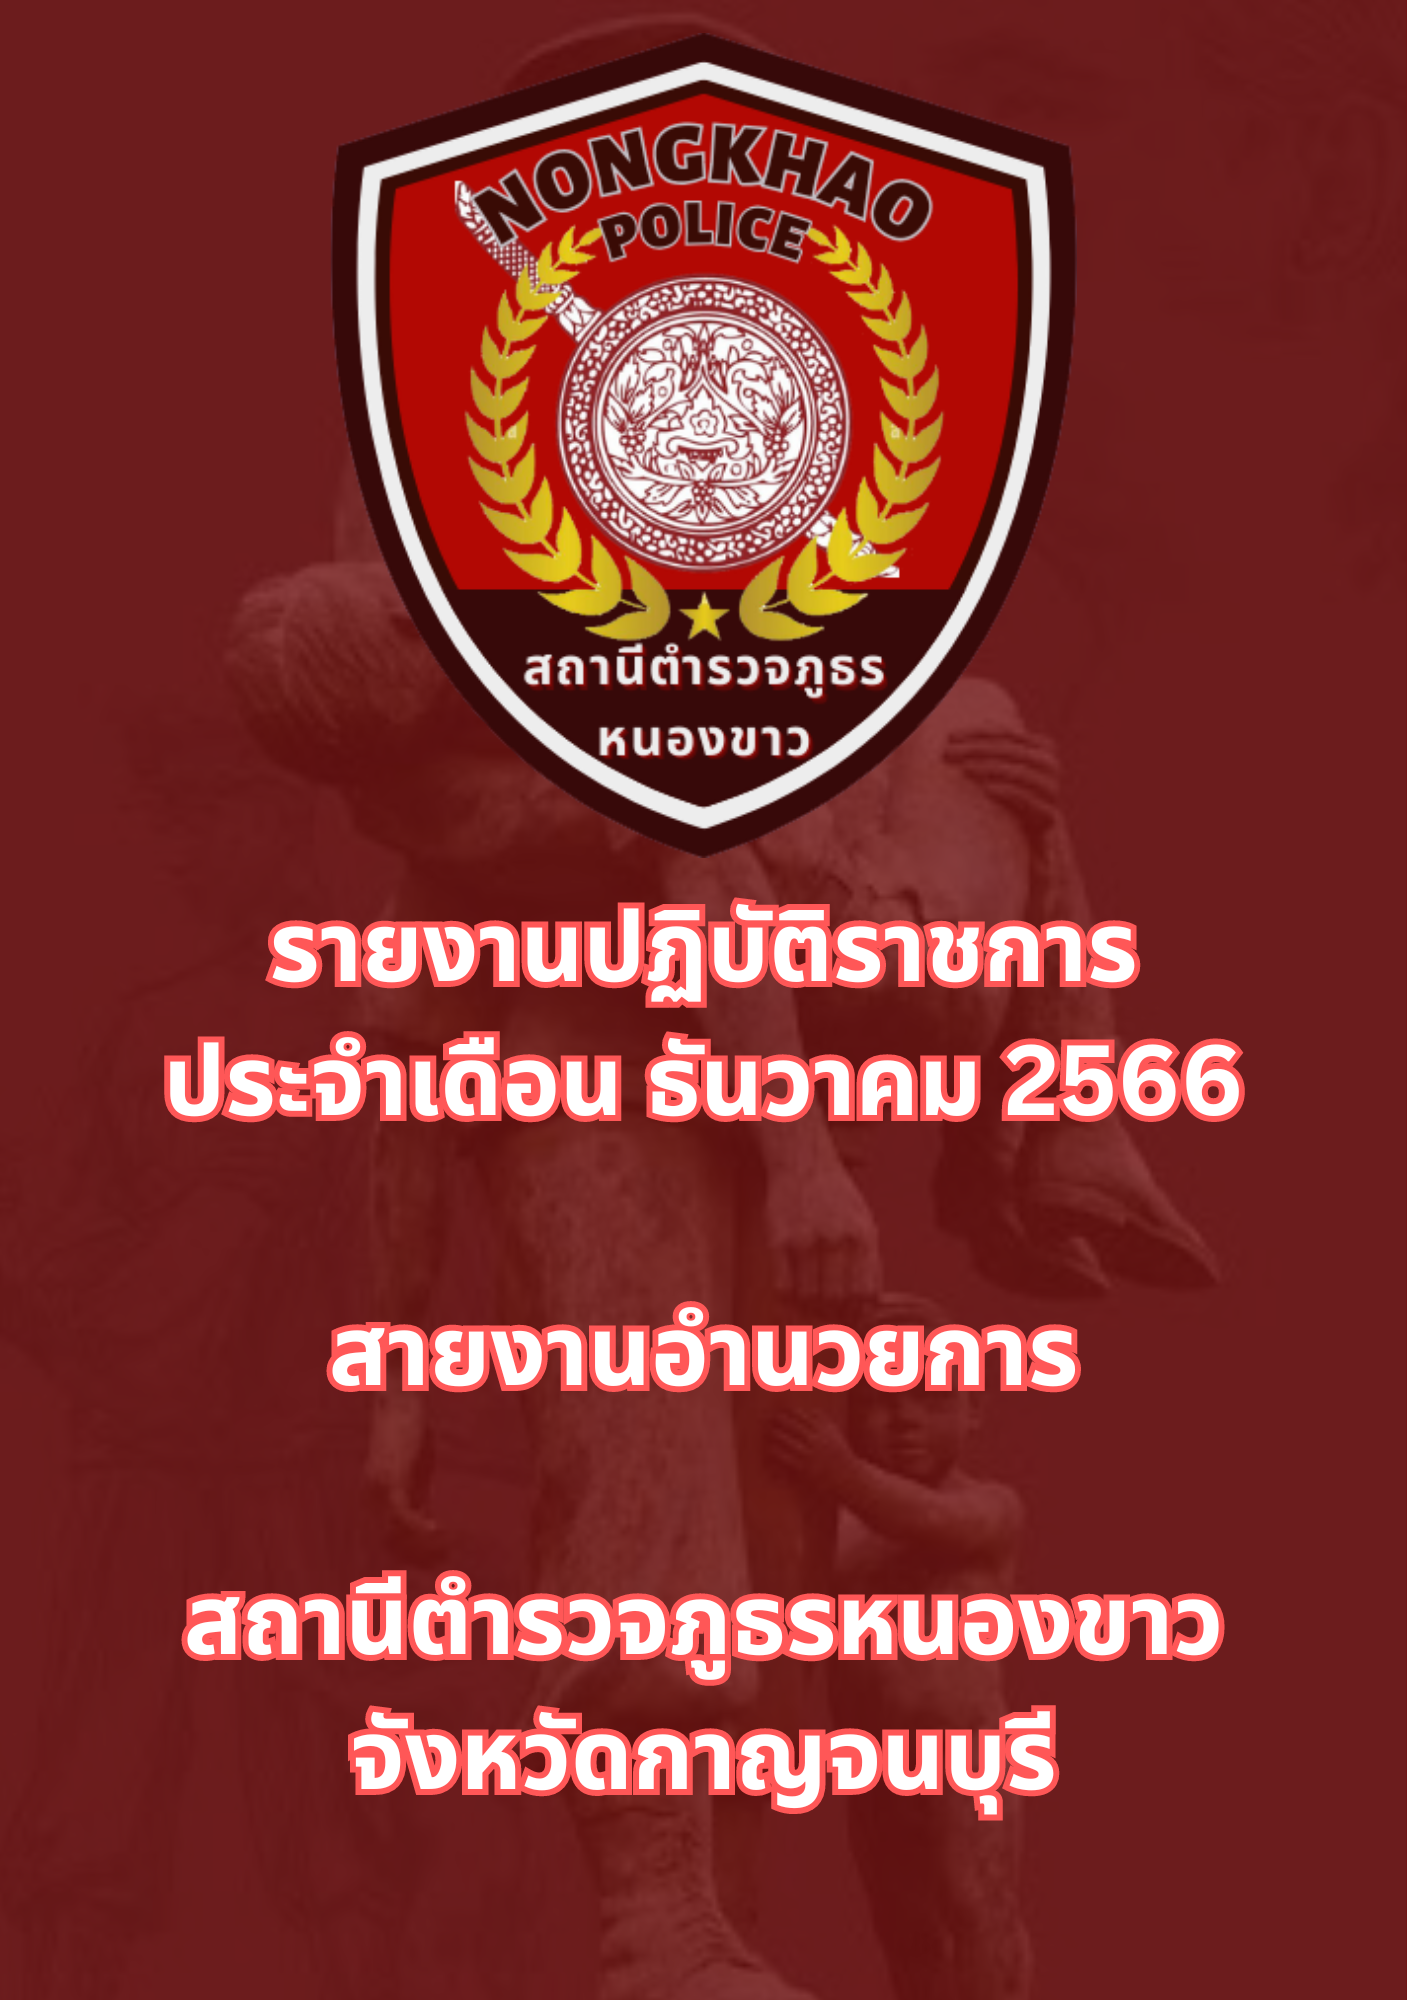 NONGKHAO
POLICE
สถานีตำรวจภูธร
หนองขาว
รายงานปฏิบัติราชการ
ประจำเดือน ธันวาคม 2566
สายงานอำนวยการ
สถานีตำรวจภูธรหนองขาว
จังหวัดกาญจนบุรี